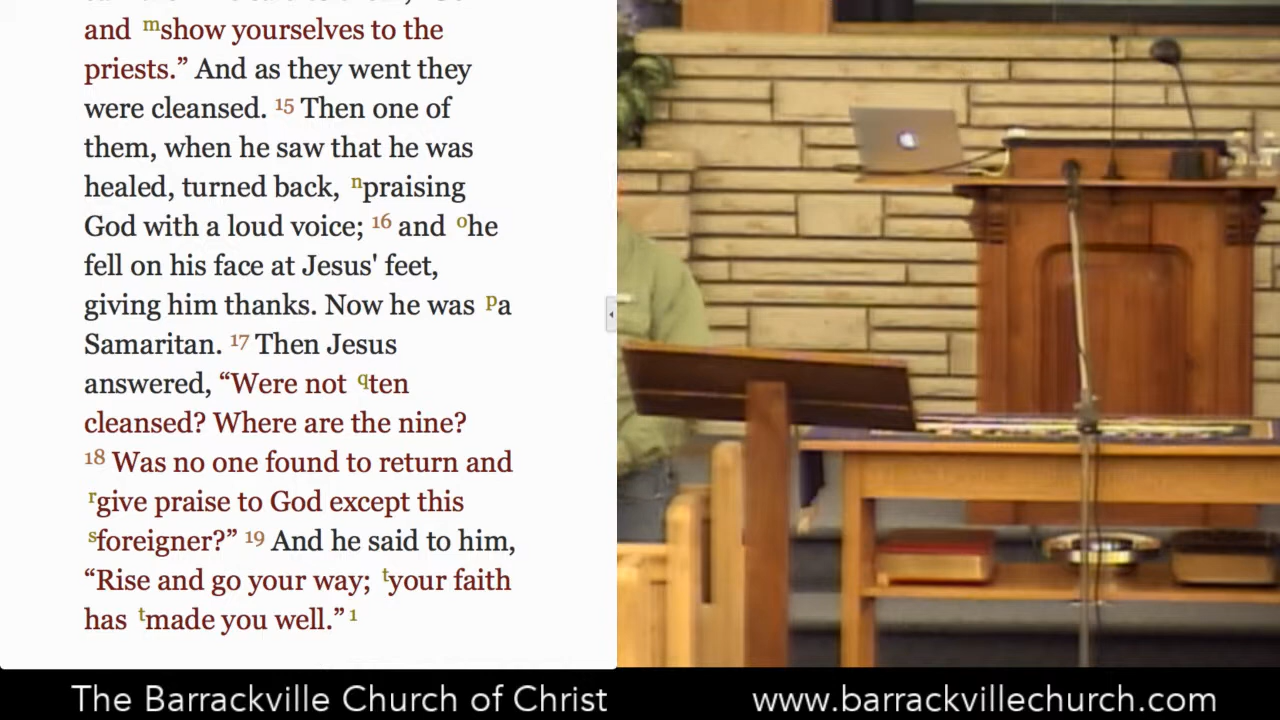 and ᵐshow yourselves to the
priests.” And as they went they
were cleansed. 15 Then one of
them, when he saw that he was
healed, turned back, ⁿpraising
God with a loud voice; 16 and ᵒhe
fell on his face at Jesus' feet,
giving him thanks. Now he was ᵖa
Samaritan. 17 Then Jesus
answered, “Were not qten
cleansed? Where are the nine?
18 Was no one found to return and
ʳgive praise to God except this
ˢforeigner?” 19 And he said to him,
“Rise and go your way; ᵗyour faith
has ᵗmade you well.” 1
The Barrackville Church of Christ
www.barrackvillechurch.com